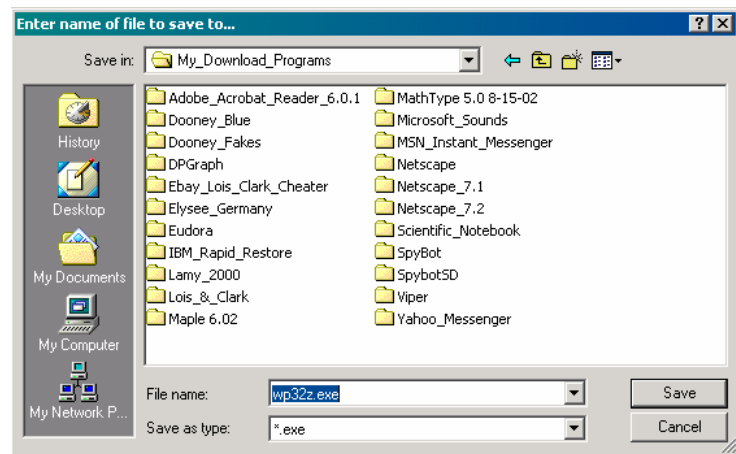 Enter name of file to save to...
Save in: My_Download_Programs
History
Desktop
My Documents
My Computer
My Network P...
Adobe_Acrobat_Reader_6.0.1
Dooney_Blue
Dooney_Fakes
DPGraph
Ebay_Lois_Clark_Cheater
Elysee_Germany
Eudora
IBM_Rapid_Restore
Lamy_2000
Lois_&_Clark
Maple 6.02
MathType 5.0 8-15-02
Microsoft_Sounds
MSN_Instant_Messenger
Netscape
Netscape_7.1
Netscape_7.2
Scientific_Notebook
SpyBot
SpybotSD
Viper
Yahoo_Messenger
File name: wp32z.exe Save
Save as type: *.exe Cancel